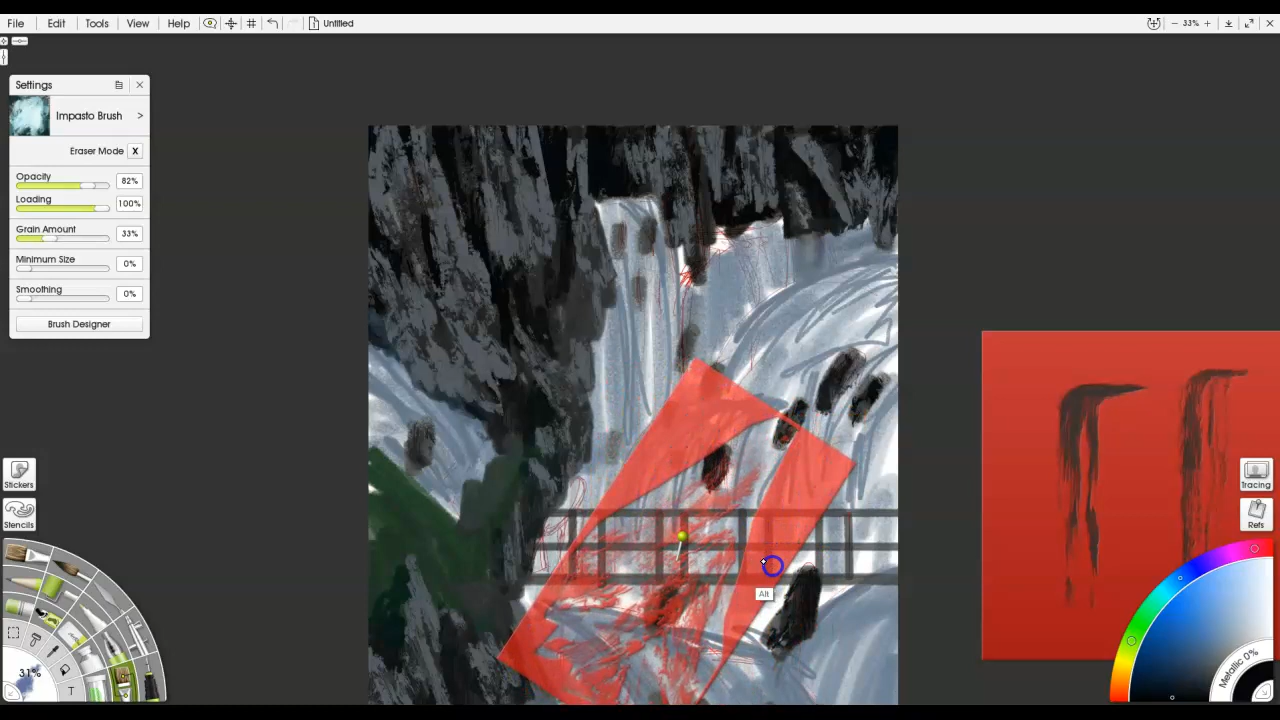 File Edit Tools View Help Untitled 33%
Settings
Impasto Brush >
Eraser Mode X
Opacity 82%
Loading 100%
Grain Amount 33%
Minimum Size 0%
Smoothing 0%
Brush Designer
Alt
Stickers
Stencils
Tracing
Refs
31%
T
Metallic 0%